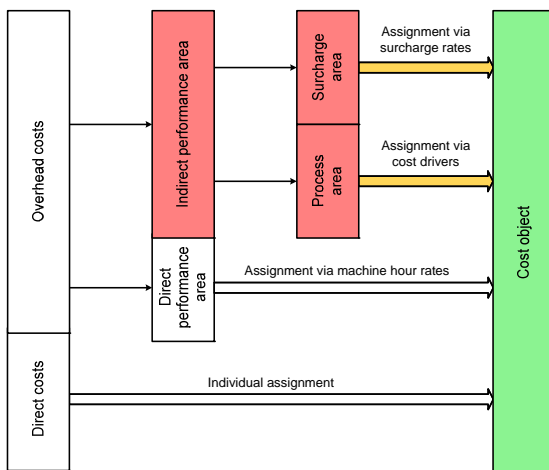 Overhead costs
Direct costs
Indirect performance area
Direct
performance
area
Surcharge
area
Process
area
Assignment via
surcharge rates
Assignment via
cost drivers
Assignment via machine hour rates
Individual assignment
Cost object